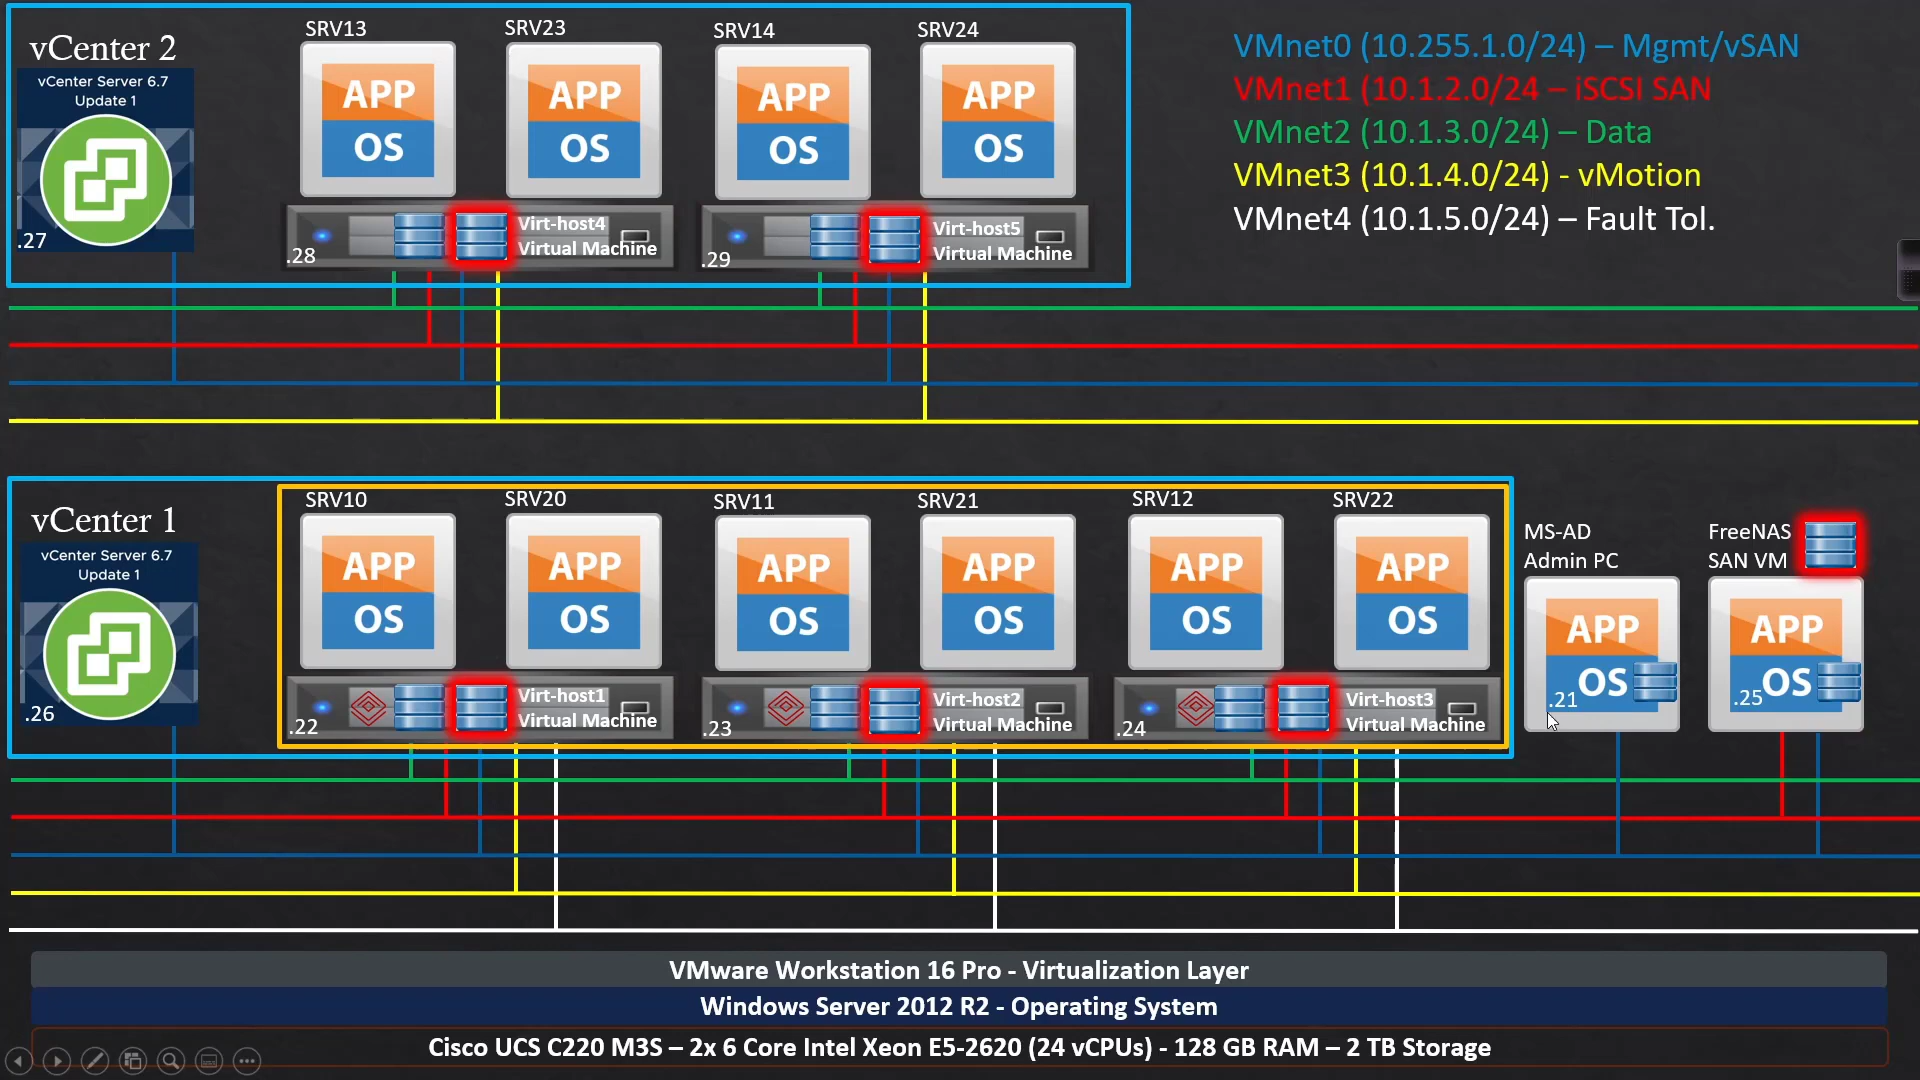 vCenter 2
vCenter Server 6.7
Update 1
.27
SRV13
APP
OS
SRV23
APP
OS
SRV14
APP
OS
SRV24
APP
OS
.28
Virt-host4
Virtual Machine
.29
Virt-host5
Virtual Machine
VMnet0 (10.255.1.0/24) – Mgmt/vSAN
VMnet1 (10.1.2.0/24 – iSCSI SAN
VMnet2 (10.1.3.0/24) – Data
VMnet3 (10.1.4.0/24) - vMotion
VMnet4 (10.1.5.0/24) – Fault Tol.
vCenter 1
vCenter Server 6.7
Update 1
.26
SRV10
APP
OS
SRV20
APP
OS
SRV11
APP
OS
SRV21
APP
OS
SRV12
APP
OS
SRV22
APP
OS
.22
Virt-host1
Virtual Machine
.23
Virt-host2
Virtual Machine
.24
Virt-host3
Virtual Machine
MS-AD
Admin PC
APP
OS
.21
FreeNAS
SAN VM
APP
OS
.25
VMware Workstation 16 Pro - Virtualization Layer
Windows Server 2012 R2 - Operating System
Cisco UCS C220 M3S – 2x 6 Core Intel Xeon E5-2620 (24 vCPUs) - 128 GB RAM – 2 TB Storage